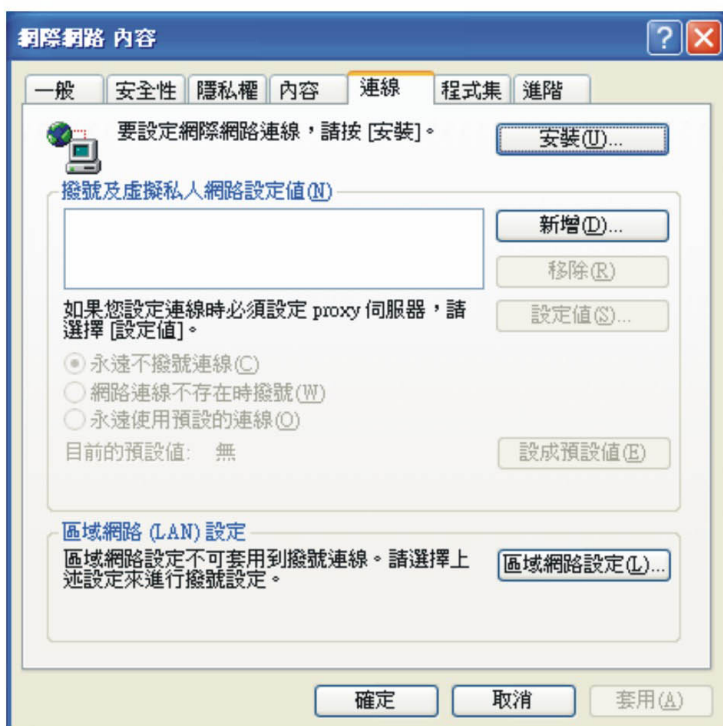 網際網路 內容
一般 安全性 隱私權 內容 連線 程式集 進階
要設定網際網路連線，請按 [安裝]。 安裝(U)...
撥號及虛擬私人網路設定值(N)
新增(D)...
移除(R)
如果您設定連線時必須設定 proxy 伺服器，請
選擇 [設定值]。
設定值(S)...
永遠不撥號連線(C)
網路連線不存在時撥號(W)
永遠使用預設的連線(O)
目前的預設值: 無 設成預設值(E)
區域網路 (LAN) 設定
區域網路設定不可套用到撥號連線。請選擇上
述設定來進行撥號設定。
區域網路設定(L)...
確定 取消 套用(A)